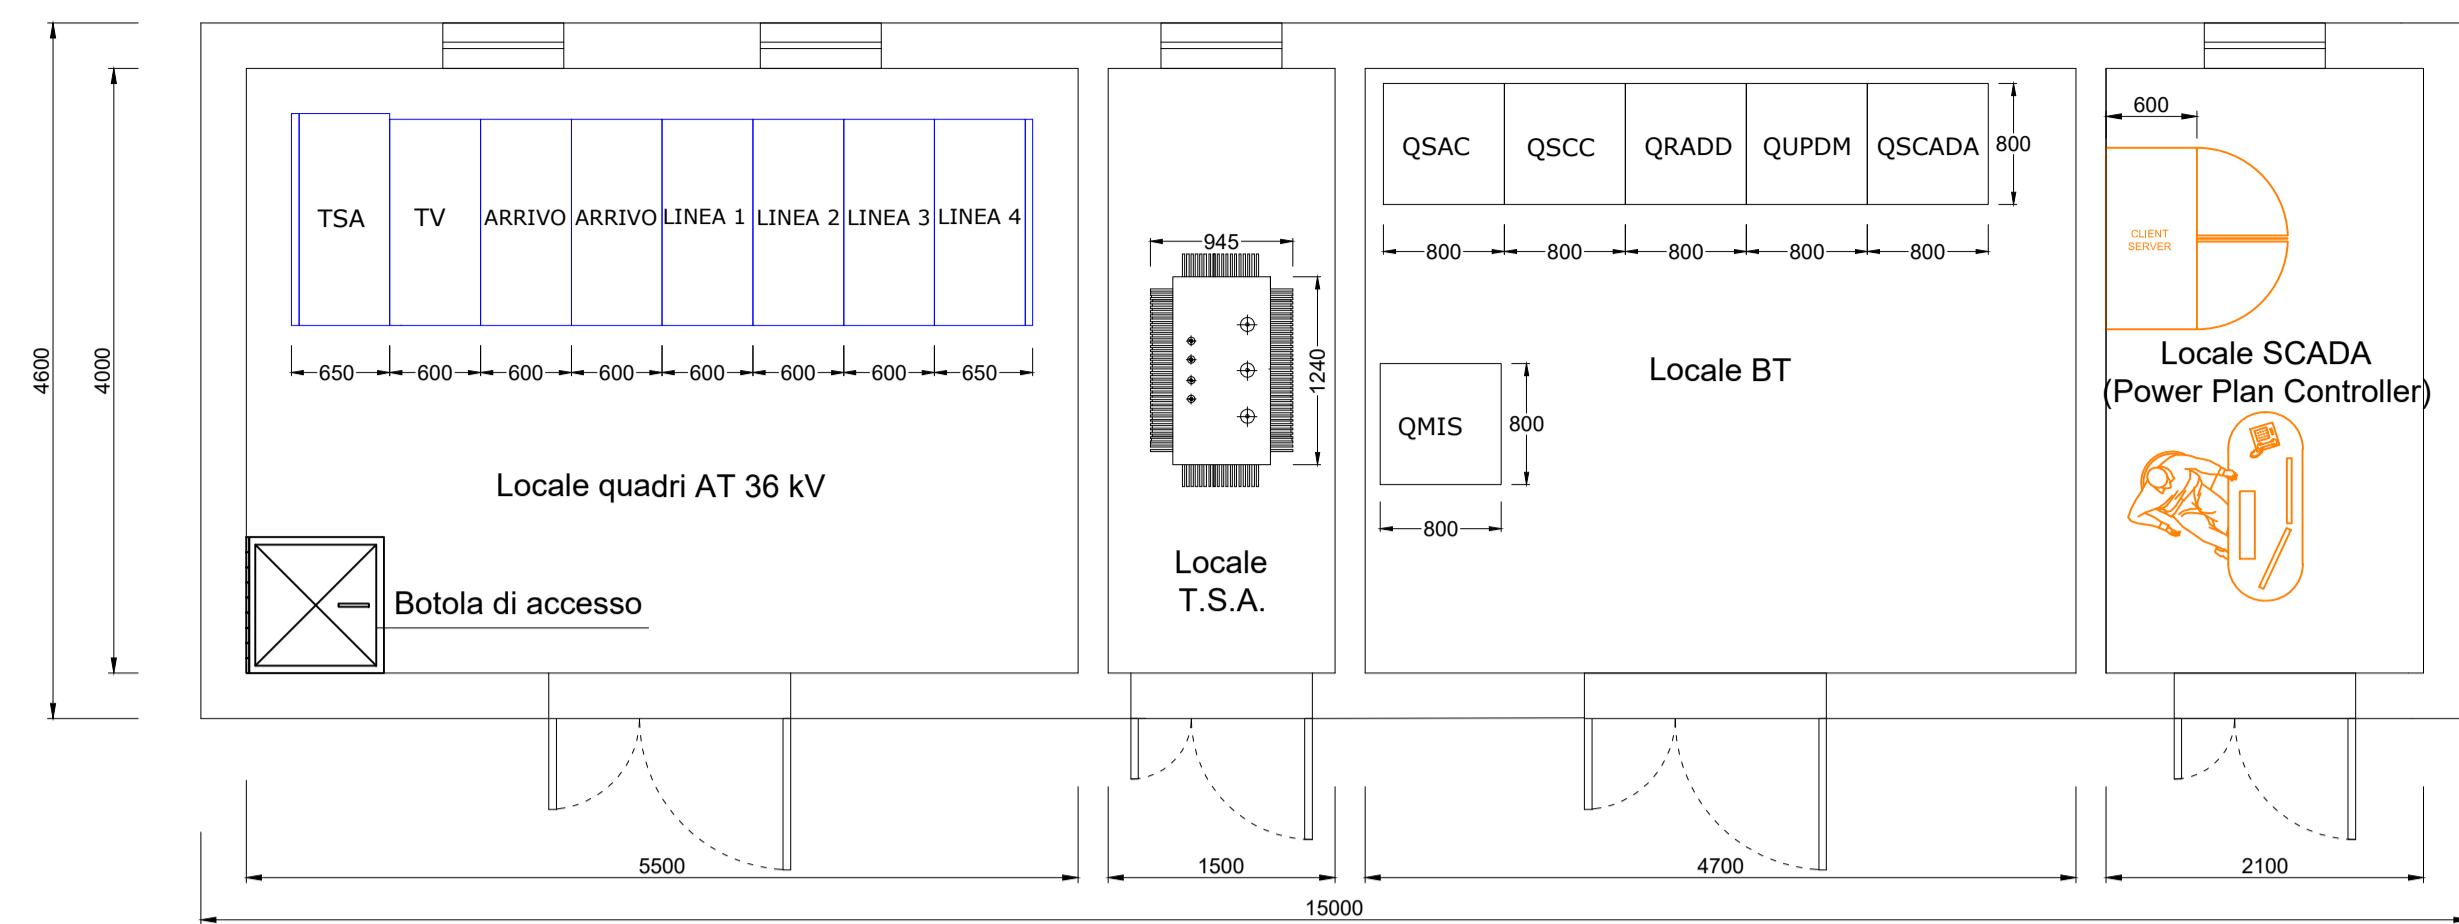 600
QSAC QSCC QRADD QUPDM QSCADA 800
TSA TV ARRIVO ARRIVO LINEA 1 LINEA 2 LINEA 3 LINEA 4
CLIENT
SERVER
945
800 800 800 800 800
4600
4000
650 600 600 600 600 600 600 650
1240
Locale BT
Locale SCADA
(Power Plan Controller)
QMIS
800
Locale quadri AT 36 kV
800
Locale
T.S.A.
Botola di accesso
5500
1500
4700
2100
15000